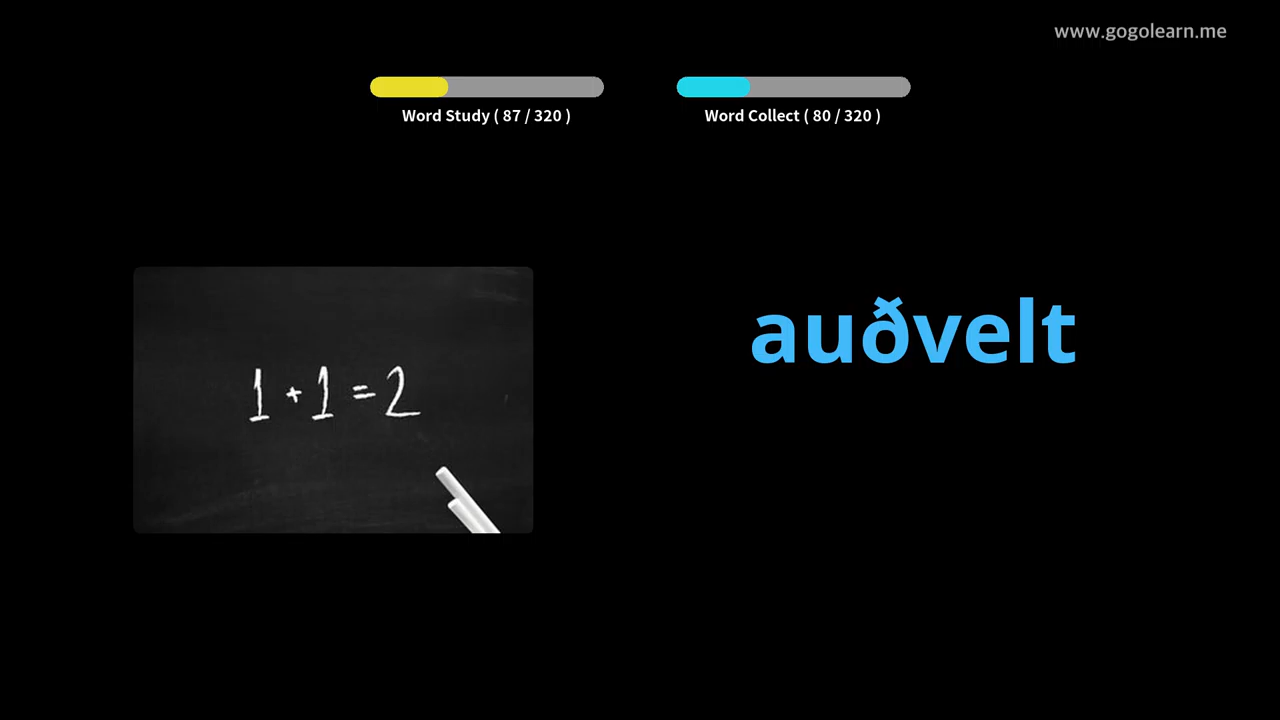 www.gogolearn.me
Word Study ( 87 / 320 )
Word Collect ( 80 / 320 )
auðvelt
1 + 1 = 2